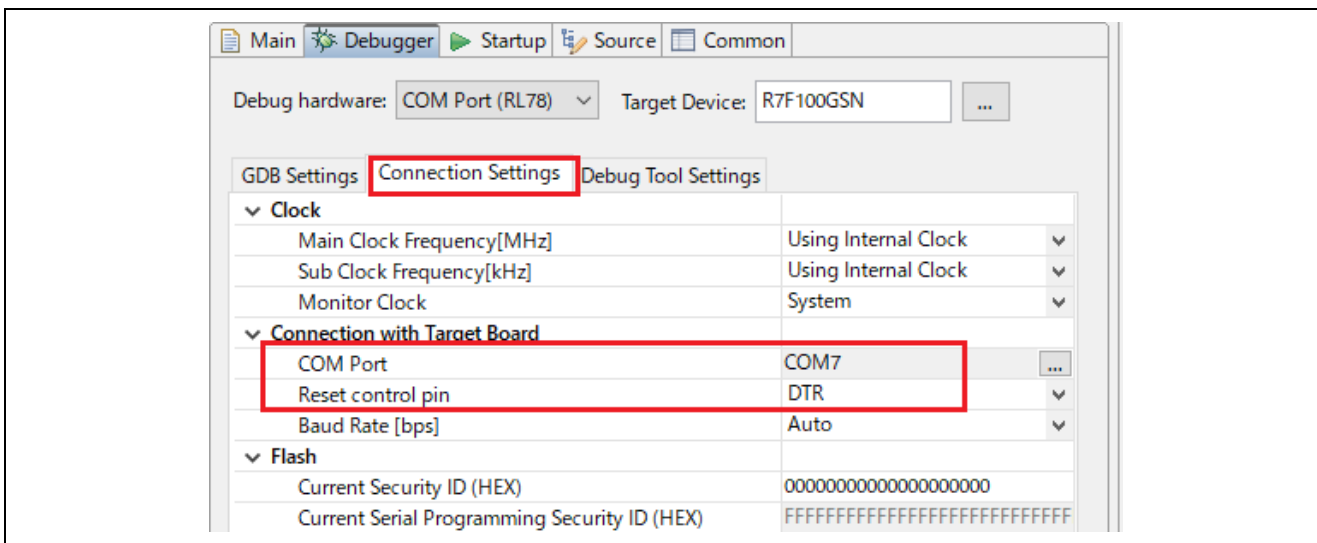 Main Debugger Startup Source Common
Debug hardware: COM Port (RL78) Target Device: R7F100GSN ...
GDB Settings Connection Settings Debug Tool Settings
Clock
Main Clock Frequency[MHz] Using Internal Clock
Sub Clock Frequency[kHz] Using Internal Clock
Monitor Clock System
Connection with Target Board
COM Port COM7 ...
Reset control pin DTR
Baud Rate [bps] Auto
Flash
Current Security ID (HEX) 00000000000000000000
Current Serial Programming Security ID (HEX) FFFFFFFFFFFFFFFFFFFFFFFFFFFF